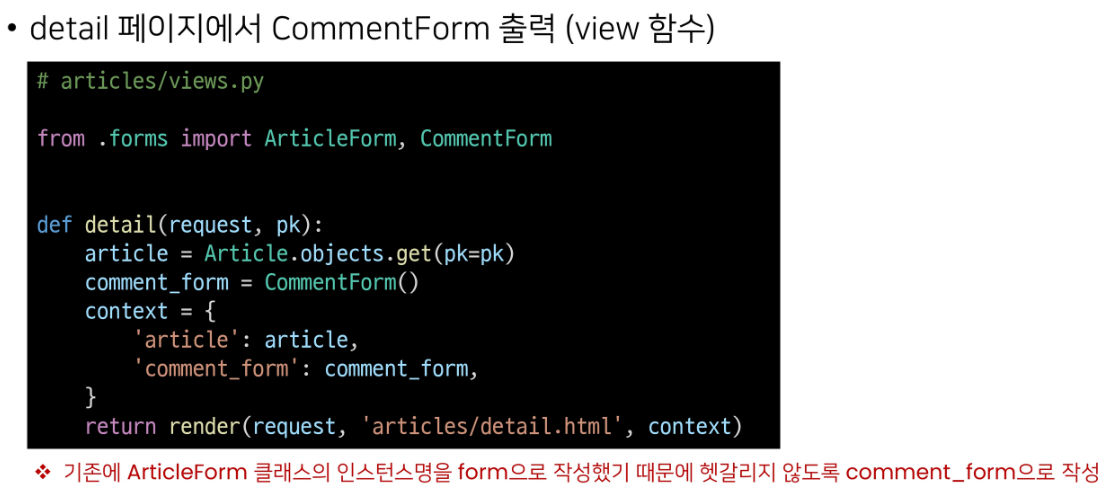 • detail 페이지에서 CommentForm 출력 (view 함수)
# articles/views.py
from .forms import ArticleForm, CommentForm
def detail(request, pk):
    article = Article.objects.get(pk=pk)
    comment_form = CommentForm()
    context = {
        'article': article,
        'comment_form': comment_form,
    }
    return render(request, 'articles/detail.html', context)
❖ 기존에 ArticleForm 클래스의 인스턴스명을 form으로 작성했기 때문에 헷갈리지 않도록 comment_form으로 작성